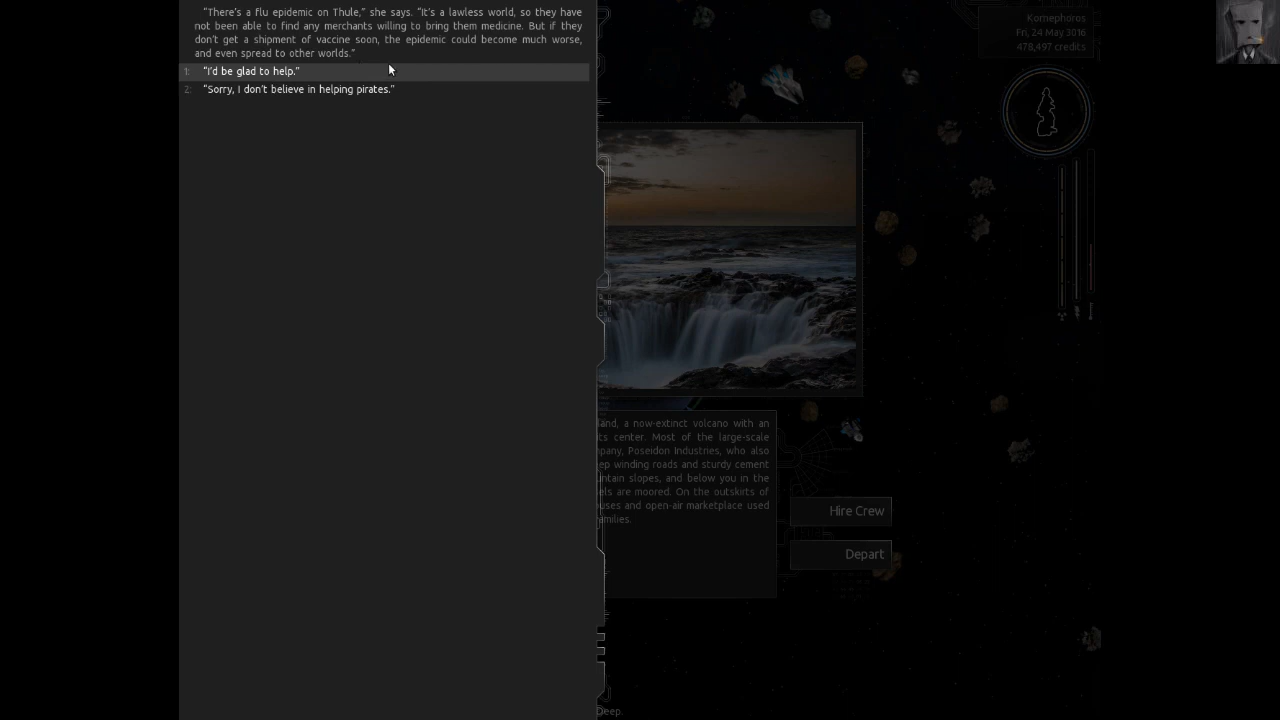 “There’s a flu epidemic on Thule,” she says. “It’s a lawless world, so they have
not been able to find any merchants willing to bring them medicine. But if they
don’t get a shipment of vaccine soon, the epidemic could become much worse,
and even spread to other worlds.”
1: “I’d be glad to help.”
2: “Sorry, I don’t believe in helping pirates.”
Kornephoros
Fri, 24 May 3016
478,497 credits
land, a now-extinct volcano with an
ts center. Most of the large-scale
pany, Poseidon Industries, who also
ep winding roads and sturdy cement
ntain slopes, and below you in the
els are moored. On the outskirts of
uses and open-air marketplace used
amilies.
Hire Crew
Depart
Deep.